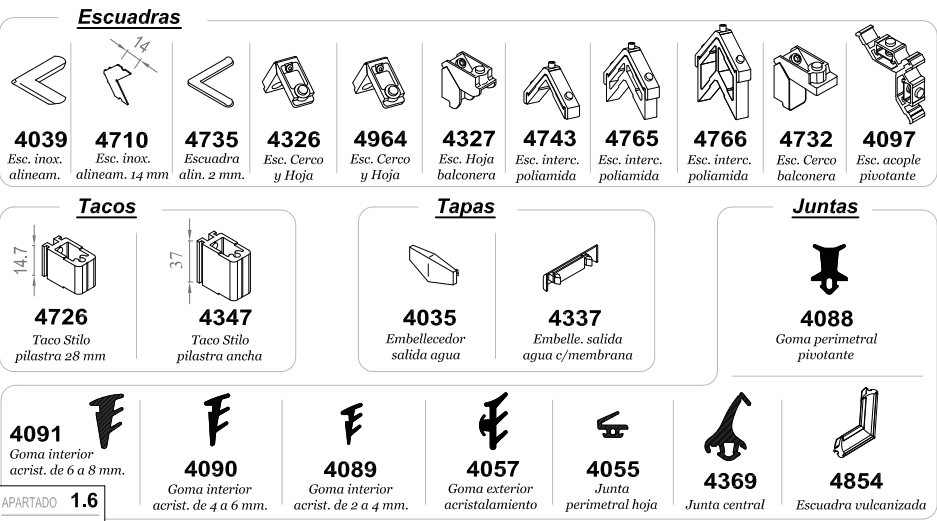 Escuadras
14
4039
Esc. inox.
alineam.
4710
Esc. inox.
alineam. 14 mm
4735
Escuadra
alin. 2 mm.
4326
Esc. Cerco
y Hoja
4964
Esc. Cerco
y Hoja
4327
Esc. Hoja
balconera
4743
Esc. interc.
poliamida
4765
Esc. interc.
poliamida
4766
Esc. interc.
poliamida
4732
Esc. Cerco
balconera
4097
Esc. acople
pivotante
Tacos
14.7
4726
Taco Stilo
pilastra 28 mm
37
4347
Taco Stilo
pilastra ancha
Tapas
4035
Embellecedor
salida agua
4337
Embelle. salida
agua c/membrana
Juntas
4088
Goma perimetral
pivotante
4091
Goma interior
acrist. de 6 a 8 mm.
4090
Goma interior
acrist. de 4 a 6 mm.
4089
Goma interior
acrist. de 2 a 4 mm.
4057
Goma exterior
acristalamiento
4055
Junta
perimetral hoja
4369
Junta central
4854
Escuadra vulcanizada
APARTADO 1.6